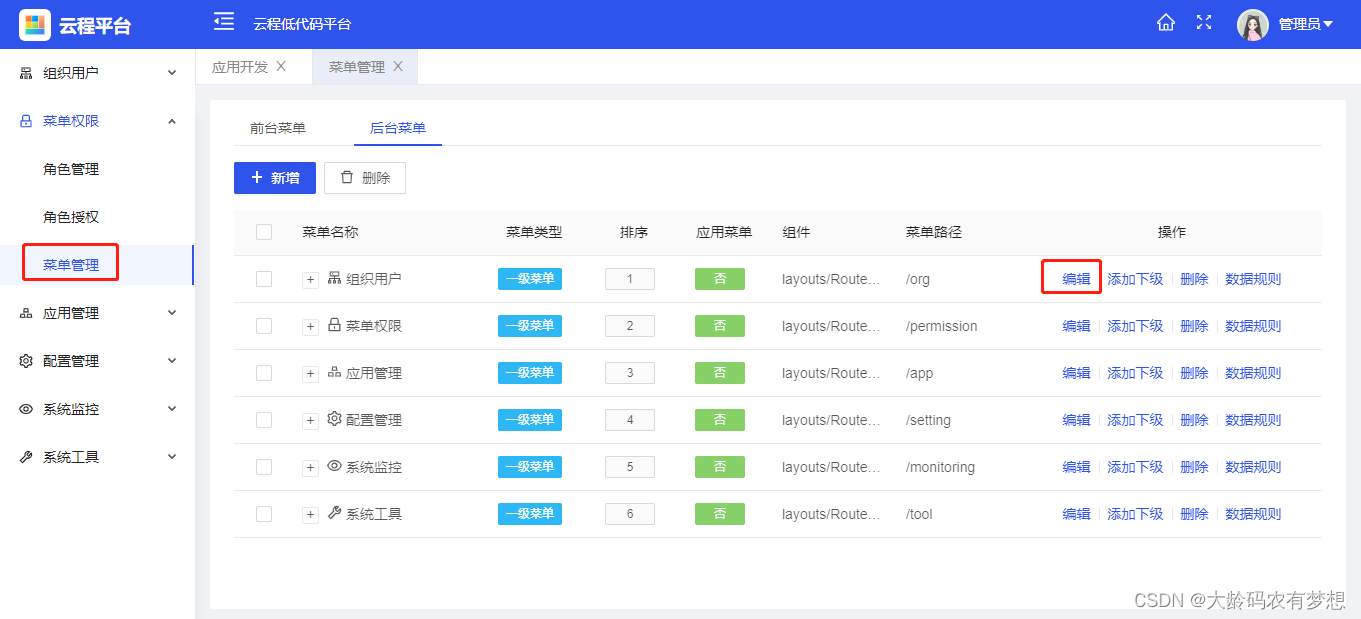 云程平台
云程低代码平台
管理员
组织用户
菜单权限
角色管理
角色授权
菜单管理
应用管理
配置管理
系统监控
系统工具
应用开发 X
菜单管理 X
前台菜单 后台菜单
+ 新增 删除
菜单名称 菜单类型 排序 应用菜单 组件 菜单路径 操作
+ 组织用户 一级菜单 1 否 layouts/Route... /org 编辑 添加下级 删除 数据规则
+ 菜单权限 一级菜单 2 否 layouts/Route... /permission 编辑 添加下级 删除 数据规则
+ 应用管理 一级菜单 3 否 layouts/Route... /app 编辑 添加下级 删除 数据规则
+ 配置管理 一级菜单 4 否 layouts/Route... /setting 编辑 添加下级 删除 数据规则
+ 系统监控 一级菜单 5 否 layouts/Route... /monitoring 编辑 添加下级 删除 数据规则
+ 系统工具 一级菜单 6 否 layouts/Route... /tool 编辑 添加下级 删除 数据规则
CSDN @大龄码农有梦想